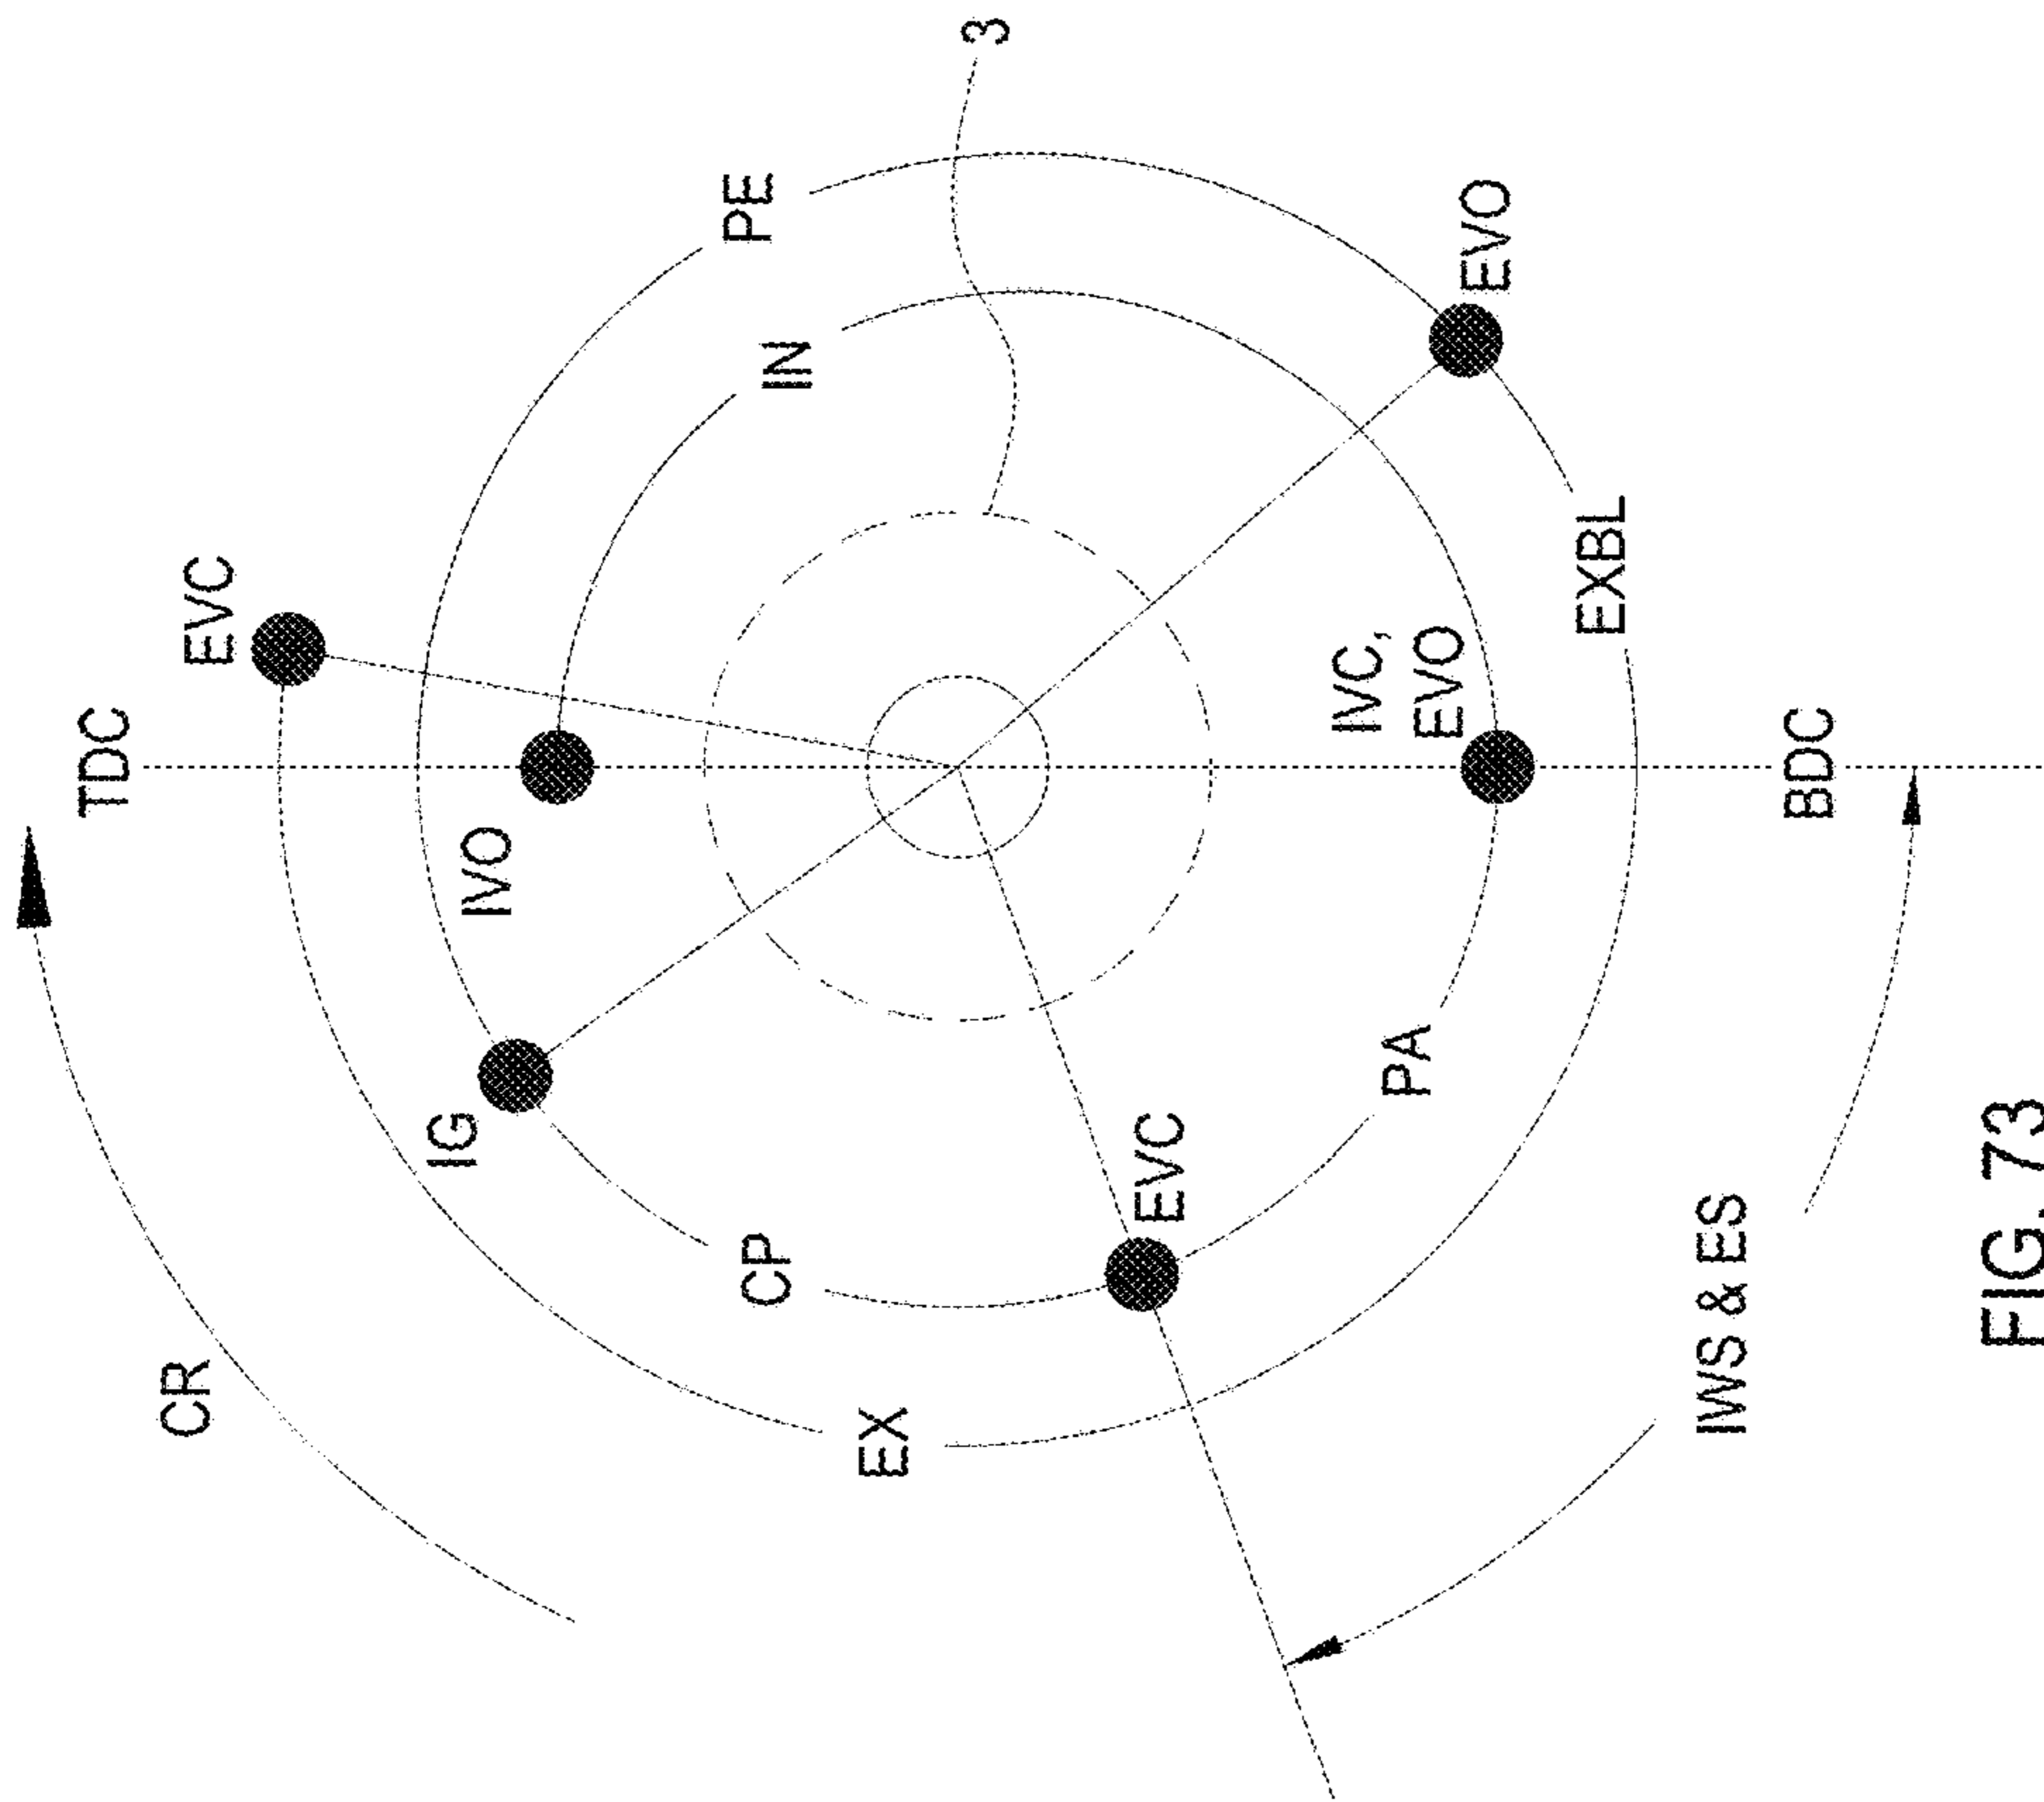 CR
TDC
EVC
IVO
IG
PE
IN
3
CP
EX
EVC
IVC,
EVO
EVO
EXBL
PA
BDC
IWS & ES
FIG. 73